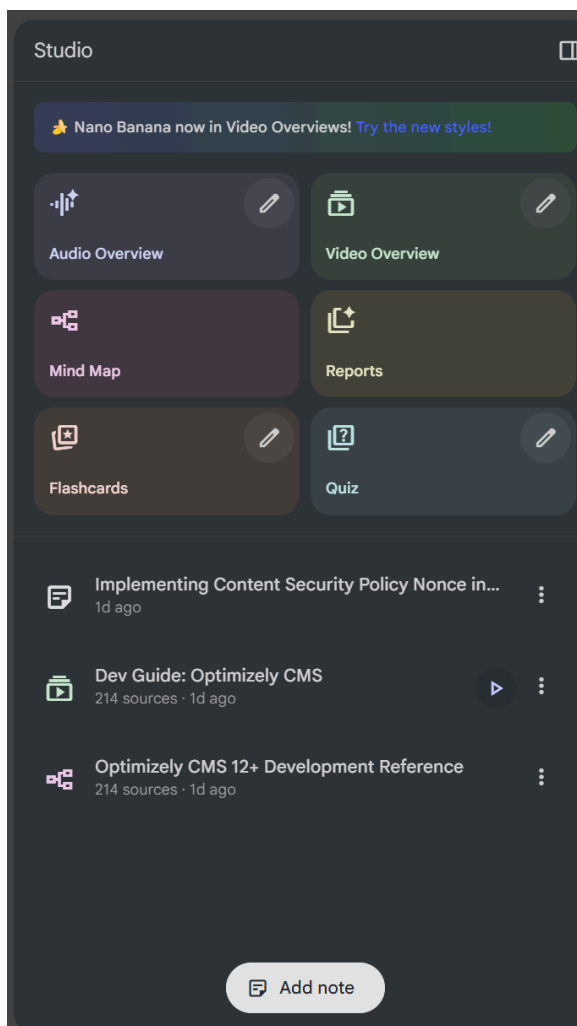 Studio
Nano Banana now in Video Overviews! Try the new styles!
Audio Overview
Video Overview
Mind Map
Reports
Flashcards
Quiz
Implementing Content Security Policy Nonce in...
1d ago
Dev Guide: Optimizely CMS
214 sources · 1d ago
Optimizely CMS 12+ Development Reference
214 sources · 1d ago
Add note